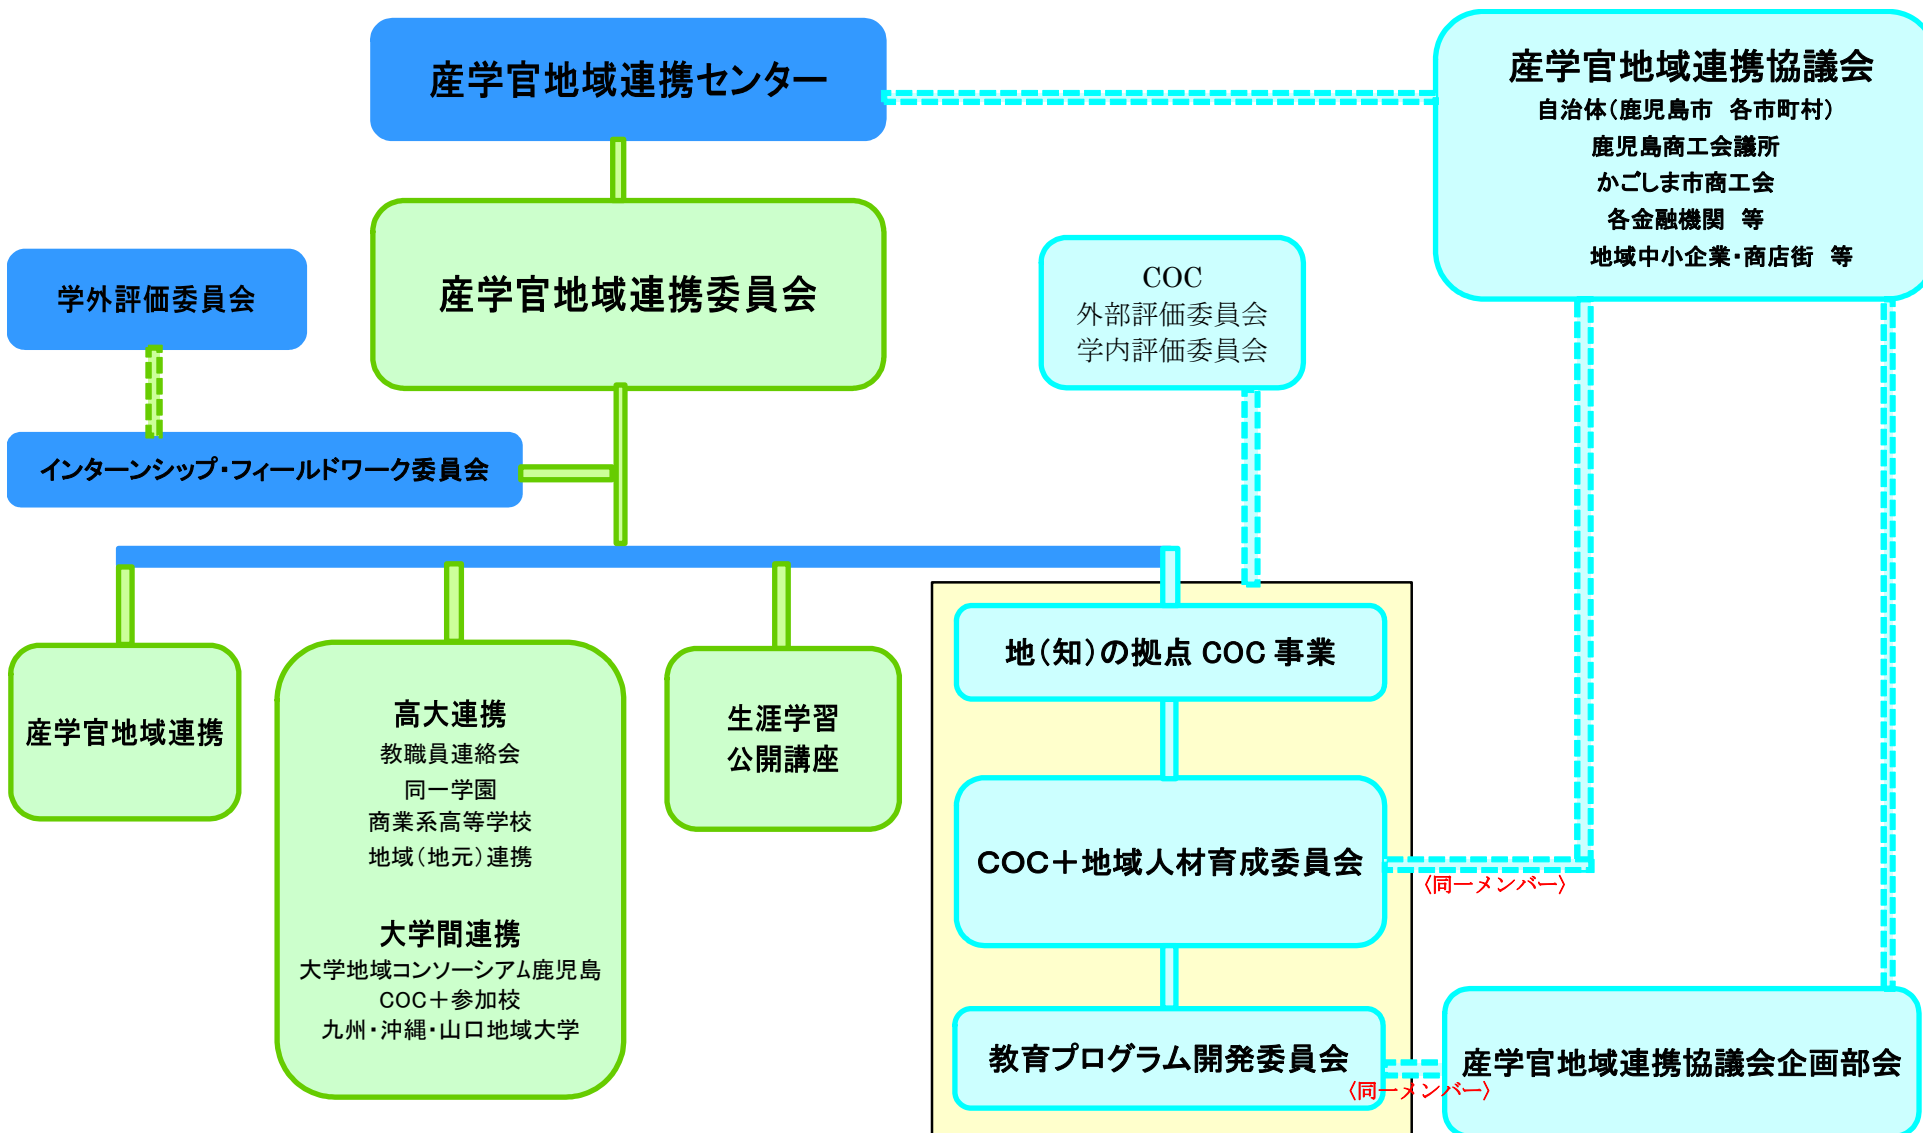 産学官地域連携センター
産学官地域連携協議会
自治体（鹿児島市　各市町村）
鹿児島商工会議所
かごしま市商工会
各金融機関　等
地域中小企業・商店街　等
産学官地域連携委員会
学外評価委員会
COC
外部評価委員会
学内評価委員会
インターンシップ・フィールドワーク委員会
産学官地域連携
高大連携
教職員連絡会
同一学園
商業系高等学校
地域（地元）連携
大学間連携
大学地域コンソーシアム鹿児島
COC＋参加校
九州・沖縄・山口地域大学
生涯学習
公開講座
地（知）の拠点 COC 事業
COC＋地域人材育成委員会
〈同一メンバー〉
教育プログラム開発委員会
〈同一メンバー〉
産学官地域連携協議会企画部会